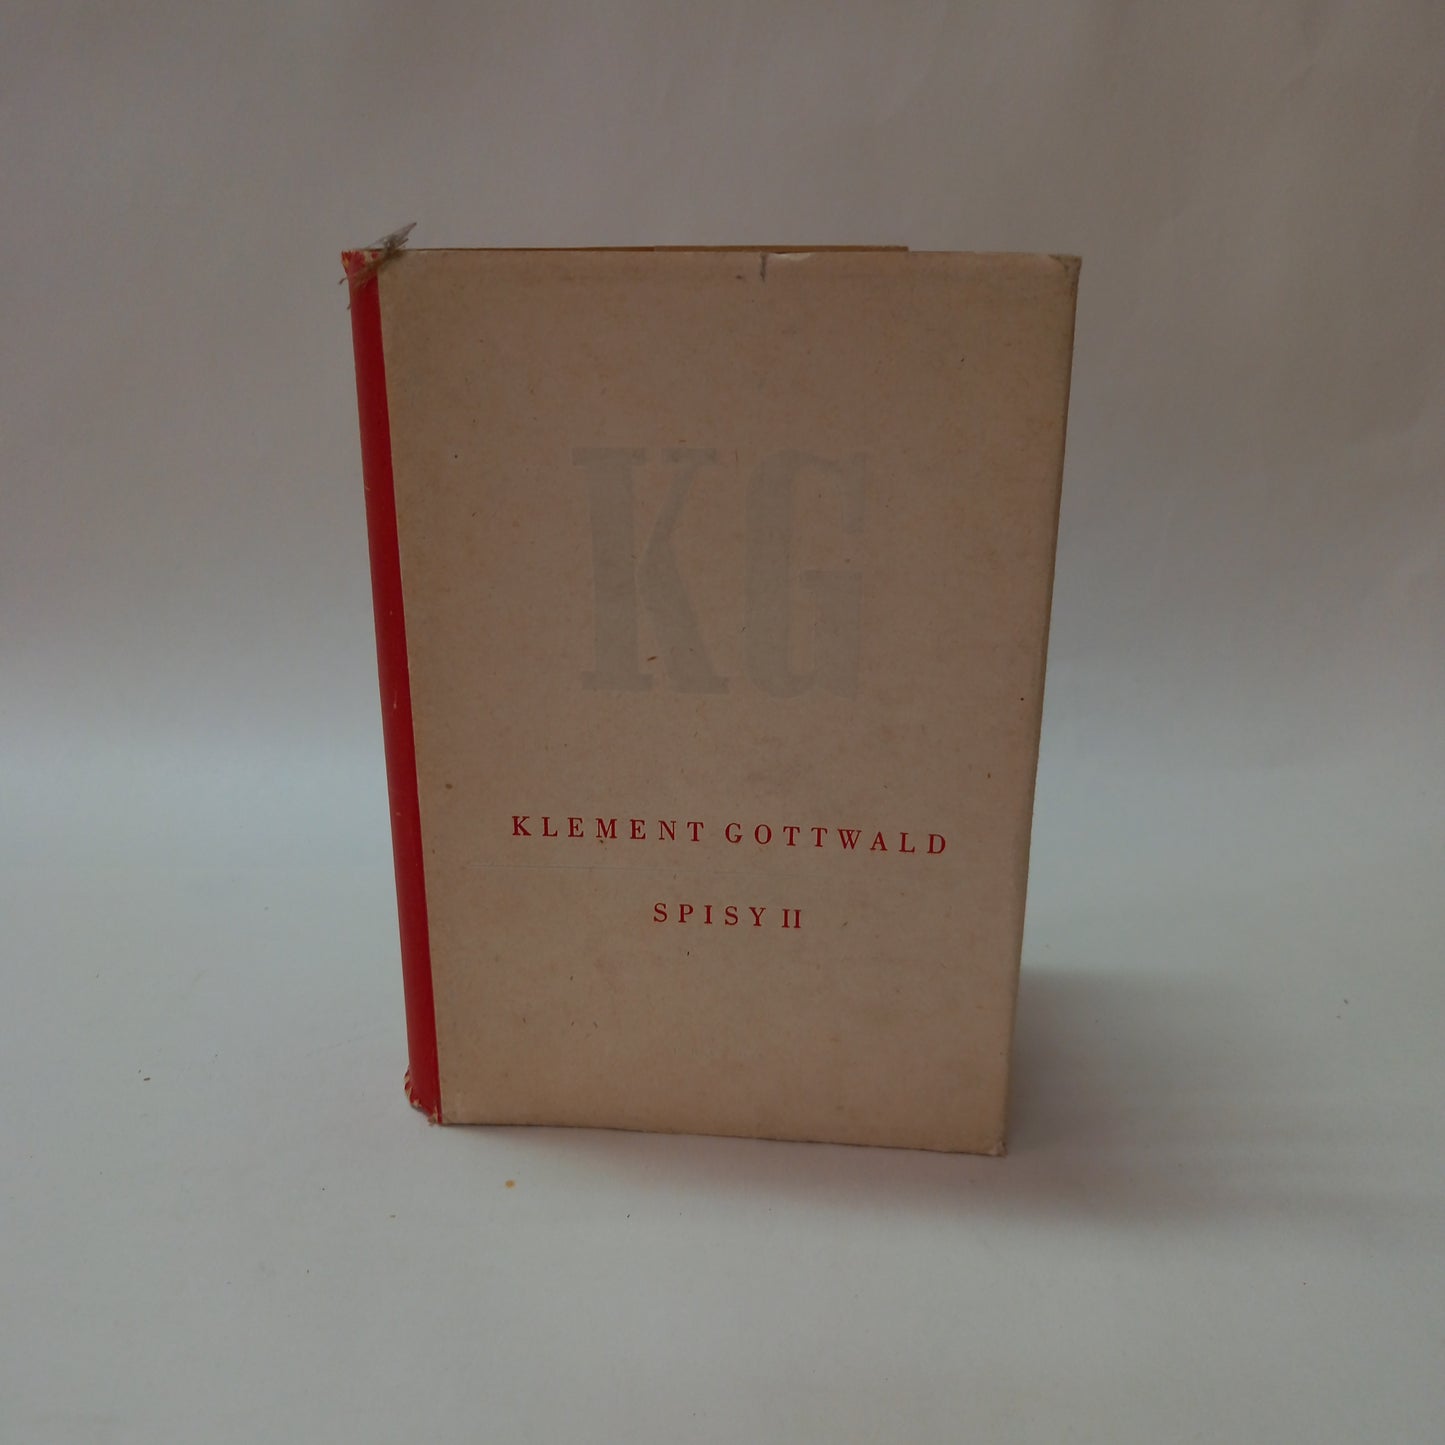 KG
KLEMENT GOTTWALD
SPISY II